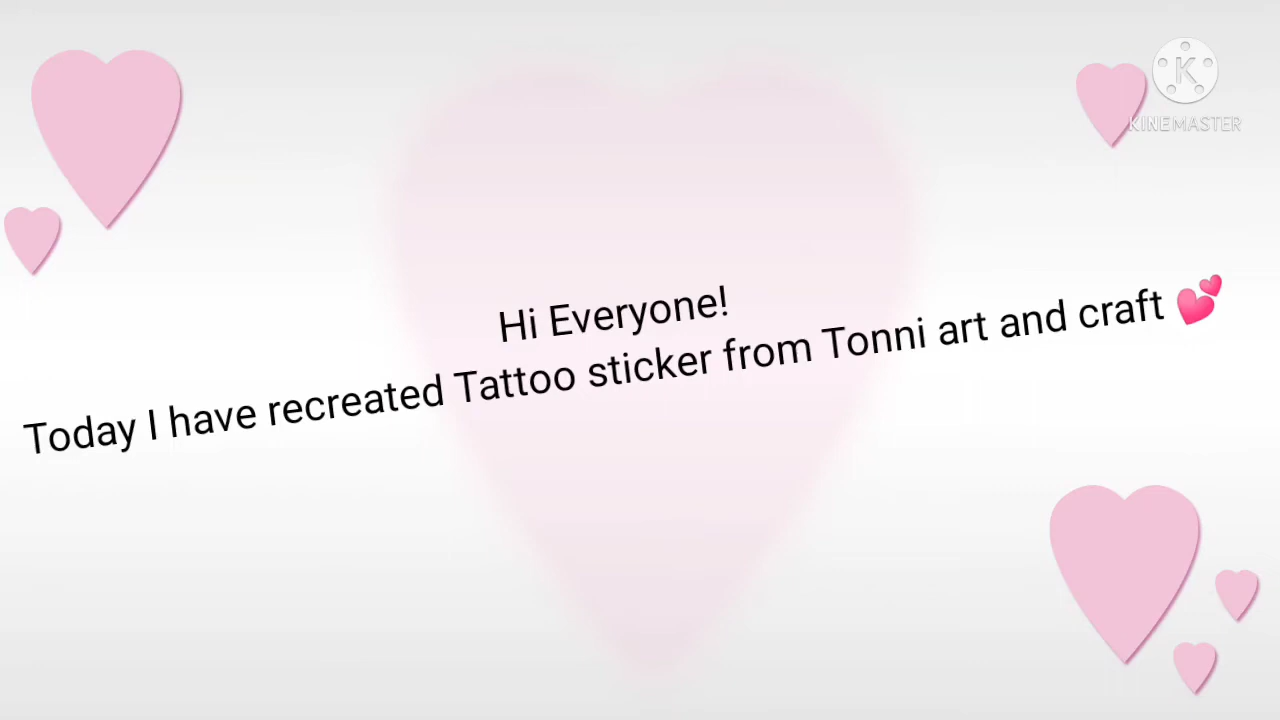 K
KINEMASTER
Hi Everyone!
Today I have recreated Tattoo sticker from Tonni art and craft 💕